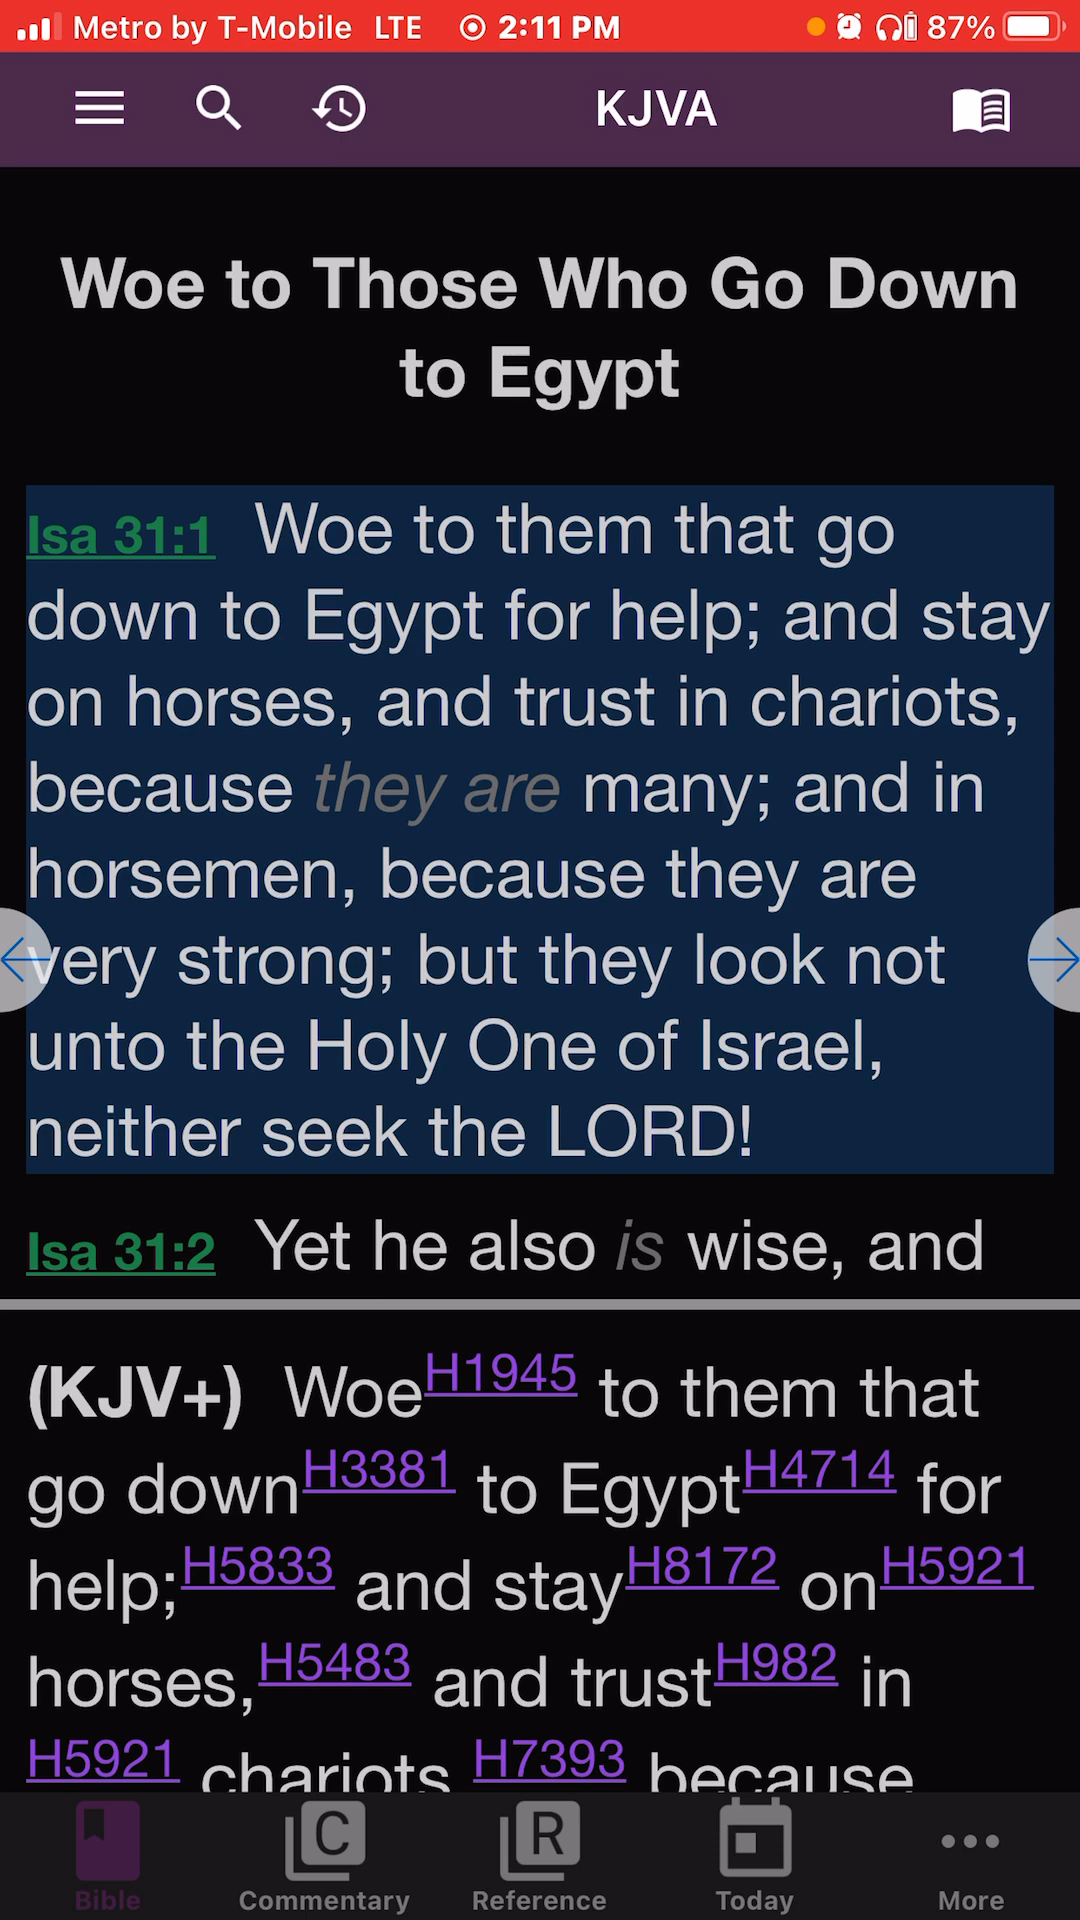 Metro by T-Mobile LTE 2:11 PM 87%
KJVA
Woe to Those Who Go Down
to Egypt
Isa 31:1 Woe to them that go
down to Egypt for help; and stay
on horses, and trust in chariots,
because they are many; and in
horsemen, because they are
very strong; but they look not
unto the Holy One of Israel,
neither seek the LORD!
Isa 31:2 Yet he also is wise, and
(KJV+) WoeH1945 to them that
go downH3381 to EgyptH4714 for
help;H5833 and stayH8172 onH5921
horses,H5483 and trustH982 in
H5921 chariots H7393 because
C R
Bible Commentary Reference Today More